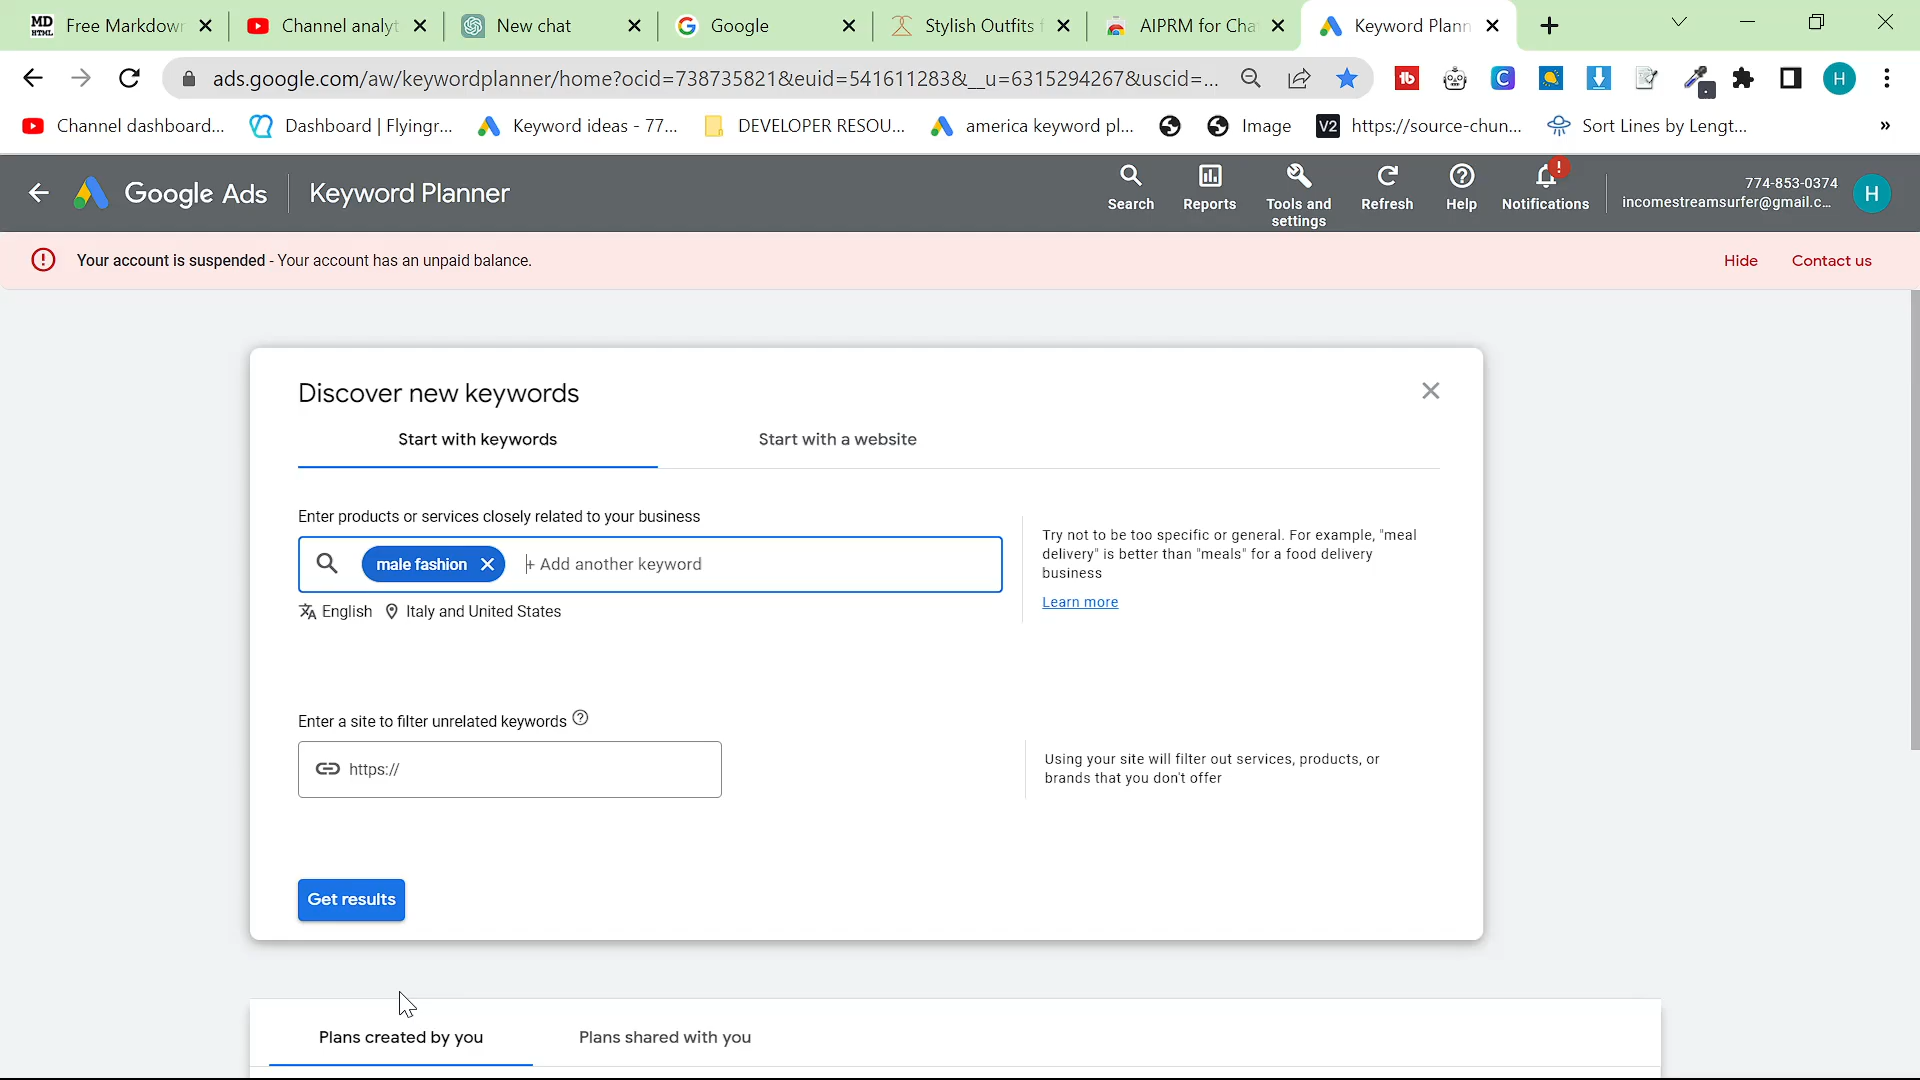 MD HTML Free Markdown Channel analyt New chat Google Stylish Outfits f AIPRM for Cha Keyword Plann
ads.google.com/aw/keywordplanner/home?ocid=738735821&euid=541611283&__u=6315294267&uscid=... tb C H
Channel dashboard... Dashboard | Flyingr... Keyword ideas - 77... DEVELOPER RESOU... america keyword pl... Image V2 https://source-chun... Sort Lines by Lengt... »
Google Ads Keyword Planner Search Reports Tools and settings Refresh Help Notifications 774-853-0374 incomestreamsurfer@gmail.c... H
Your account is suspended - Your account has an unpaid balance. Hide Contact us
Discover new keywords
Start with keywords Start with a website
Enter products or services closely related to your business
male fashion + Add another keyword
English Italy and United States
Try not to be too specific or general. For example, "meal
delivery" is better than "meals" for a food delivery
business
Learn more
Enter a site to filter unrelated keywords
https://
Using your site will filter out services, products, or
brands that you don't offer
Get results
Plans created by you Plans shared with you